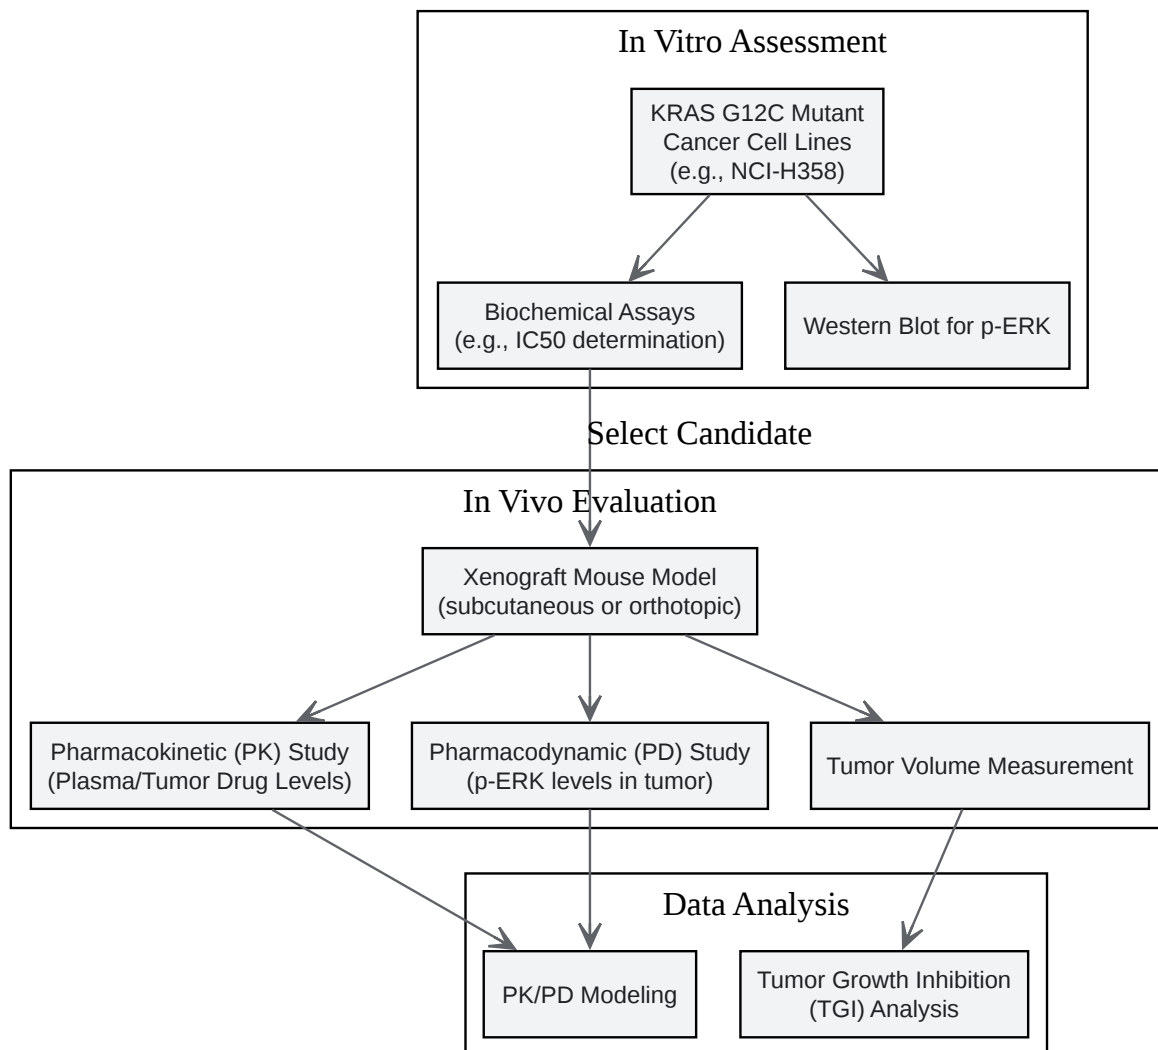 In Vitro Assessment
KRAS G12C Mutant
Cancer Cell Lines
(e.g., NCI-H358)
Biochemical Assays
(e.g., IC50 determination)
Western Blot for p-ERK
Select Candidate
In Vivo Evaluation
Xenograft Mouse Model
(subcutaneous or orthotopic)
Pharmacokinetic (PK) Study
(Plasma/Tumor Drug Levels)
Pharmacodynamic (PD) Study
(p-ERK levels in tumor)
Tumor Volume Measurement
Data Analysis
PK/PD Modeling
Tumor Growth Inhibition
(TGI) Analysis